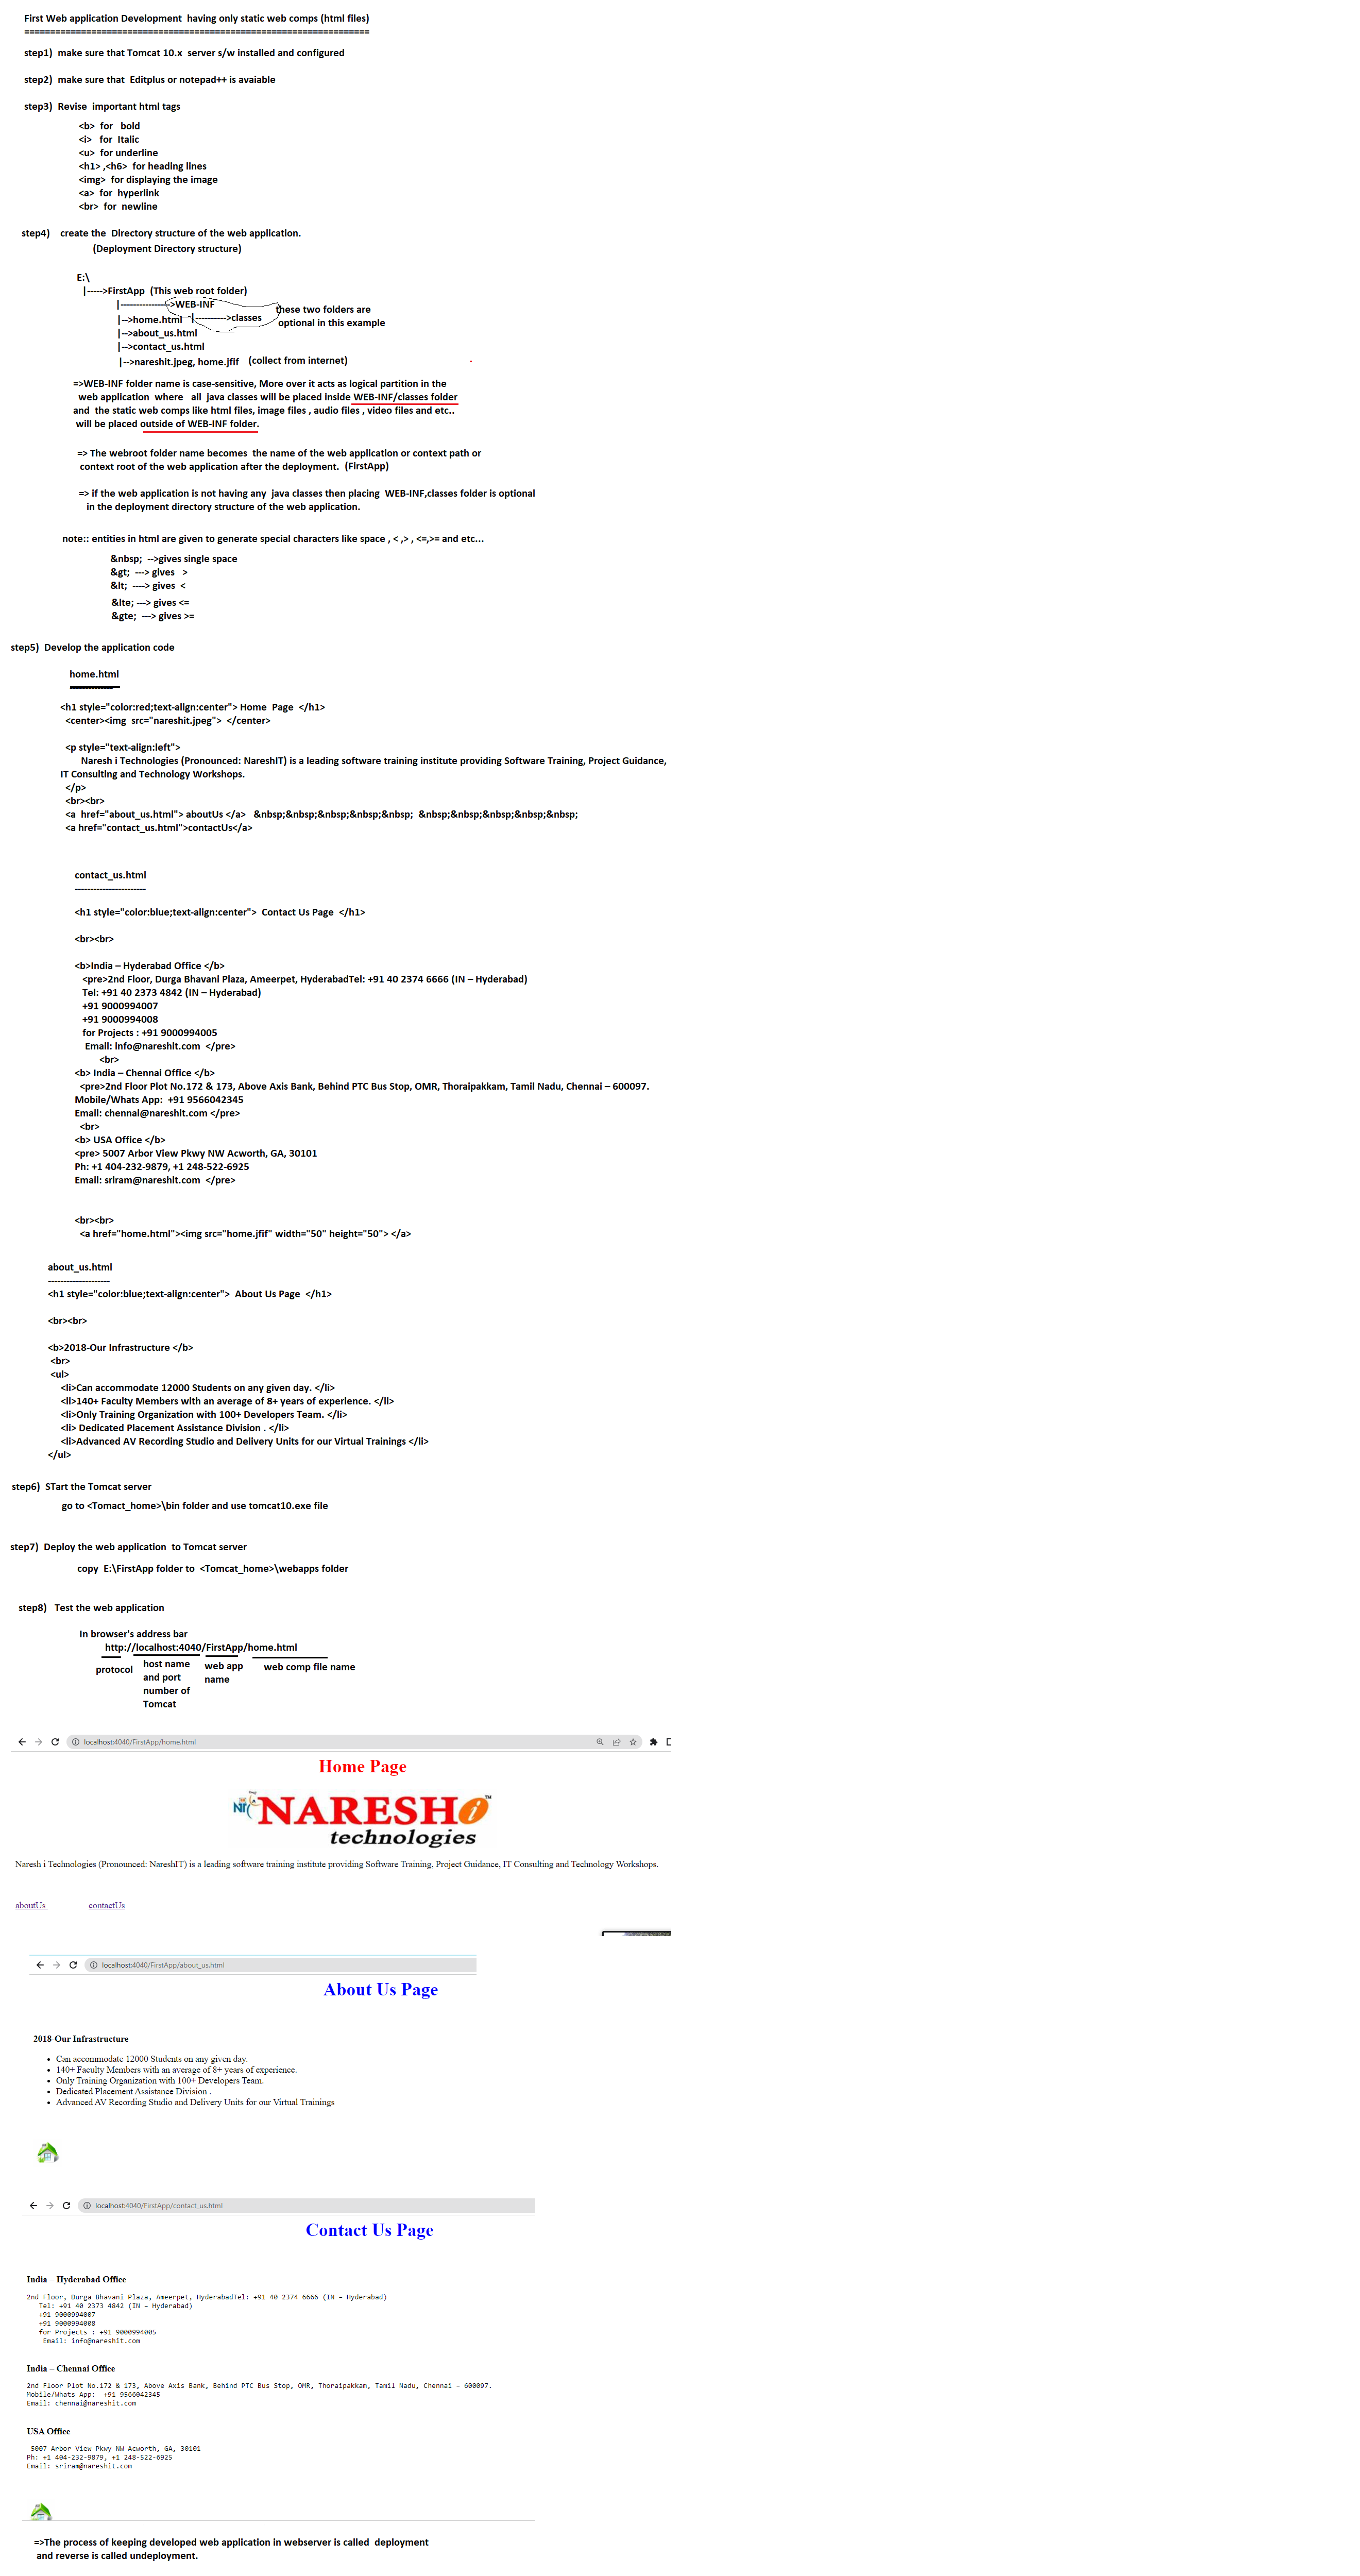 First Web application Development  having only static web comps (html files)
===================================================================
step1)  make sure that Tomcat 10.x  server s/w installed and configured
step2)  make sure that  Editplus or notepad++ is avaiable
step3)  Revise  important html tags
<b>  for   bold
<i>   for  Italic
<u>  for underline
<h1> ,<h6>  for heading lines
<img>  for displaying the image
<a>  for  hyperlink
<br>  for  newline
step4)    create the  Directory structure of the web application.
(Deployment Directory structure)
E:\
|----->FirstApp  (This web root folder)
|---------------->WEB-INF
|-->home.html   |---------->classes
these two folders are
optional in this example
|-->about_us.html
|-->contact_us.html
|-->nareshit.jpeg, home.jfif    (collect from internet)
=>WEB-INF folder name is case-sensitive, More over it acts as logical partition in the
web application  where   all  java classes will be placed inside WEB-INF/classes folder
and  the static web comps like html files, image files , audio files , video files and etc..
will be placed outside of WEB-INF folder.
=> The webroot folder name becomes  the name of the web application or context path or
context root of the web application after the deployment.  (FirstApp)
=> if the web application is not having any  java classes then placing  WEB-INF,classes folder is optional
in the deployment directory structure of the web application.
note:: entities in html are given to generate special characters like space , < ,> , <=,>= and etc...
&nbsp;  -->gives single space
&gt;  ---> gives   >
&lt;  ----> gives  <
&lte; ---> gives <=
&gte;  ---> gives >=
step5)  Develop the application code
home.html
<h1 style="color:red;text-align:center"> Home  Page  </h1>
<center><img  src="nareshit.jpeg">  </center>
<p style="text-align:left">
Naresh i Technologies (Pronounced: NareshIT) is a leading software training institute providing Software Training, Project Guidance,
IT Consulting and Technology Workshops.
</p>
<br><br>
<a  href="about_us.html"> aboutUs </a>   &nbsp;&nbsp;&nbsp;&nbsp;&nbsp;  &nbsp;&nbsp;&nbsp;&nbsp;&nbsp;
<a href="contact_us.html">contactUs</a>
contact_us.html
-----------------------
<h1 style="color:blue;text-align:center">  Contact Us Page  </h1>
<br><br>
<b>India – Hyderabad Office </b>
<pre>2nd Floor, Durga Bhavani Plaza, Ameerpet, HyderabadTel: +91 40 2374 6666 (IN – Hyderabad)
Tel: +91 40 2373 4842 (IN – Hyderabad)
+91 9000994007
+91 9000994008
for Projects : +91 9000994005
Email: info@nareshit.com  </pre>
<br>
<b> India – Chennai Office </b>
<pre>2nd Floor Plot No.172 & 173, Above Axis Bank, Behind PTC Bus Stop, OMR, Thoraipakkam, Tamil Nadu, Chennai – 600097.
Mobile/Whats App:  +91 9566042345
Email: chennai@nareshit.com </pre>
<br>
<b> USA Office </b>
<pre> 5007 Arbor View Pkwy NW Acworth, GA, 30101
Ph: +1 404-232-9879, +1 248-522-6925
Email: sriram@nareshit.com  </pre>
<br><br>
<a href="home.html"><img src="home.jfif" width="50" height="50"> </a>
about_us.html
--------------------
<h1 style="color:blue;text-align:center">  About Us Page  </h1>
<br><br>
<b>2018-Our Infrastructure </b>
<br>
<ul>
<li>Can accommodate 12000 Students on any given day. </li>
<li>140+ Faculty Members with an average of 8+ years of experience. </li>
<li>Only Training Organization with 100+ Developers Team. </li>
<li> Dedicated Placement Assistance Division . </li>
<li>Advanced AV Recording Studio and Delivery Units for our Virtual Trainings </li>
</ul>
step6)  STart the Tomcat server
go to <Tomact_home>\bin folder and use tomcat10.exe file
step7)  Deploy the web application  to Tomcat server
copy  E:\FirstApp folder to  <Tomcat_home>\webapps folder
step8)   Test the web application
In browser's address bar
http://localhost:4040/FirstApp/home.html
protocol
host name
and port
number of
Tomcat
web app
name
web comp file name
localhost:4040/FirstApp/home.html
Home Page
NARESH i TM
technologies
Naresh i Technologies (Pronounced: NareshIT) is a leading software training institute providing Software Training, Project Guidance, IT Consulting and Technology Workshops.
aboutUs    contactUs
localhost:4040/FirstApp/about_us.html
About Us Page
2018-Our Infrastructure
• Can accommodate 12000 Students on any given day.
• 140+ Faculty Members with an average of 8+ years of experience.
• Only Training Organization with 100+ Developers Team.
• Dedicated Placement Assistance Division .
• Advanced AV Recording Studio and Delivery Units for our Virtual Trainings
localhost:4040/FirstApp/contact_us.html
Contact Us Page
India – Hyderabad Office
2nd Floor, Durga Bhavani Plaza, Ameerpet, HyderabadTel: +91 40 2374 6666 (IN – Hyderabad)
Tel: +91 40 2373 4842 (IN – Hyderabad)
+91 9000994007
+91 9000994008
for Projects : +91 9000994005
Email: info@nareshit.com
India – Chennai Office
2nd Floor Plot No.172 & 173, Above Axis Bank, Behind PTC Bus Stop, OMR, Thoraipakkam, Tamil Nadu, Chennai – 600097.
Mobile/Whats App:  +91 9566042345
Email: chennai@nareshit.com
USA Office
5007 Arbor View Pkwy NW Acworth, GA, 30101
Ph: +1 404-232-9879, +1 248-522-6925
Email: sriram@nareshit.com
=>The process of keeping developed web application in webserver is called  deployment
and reverse is called undeployment.